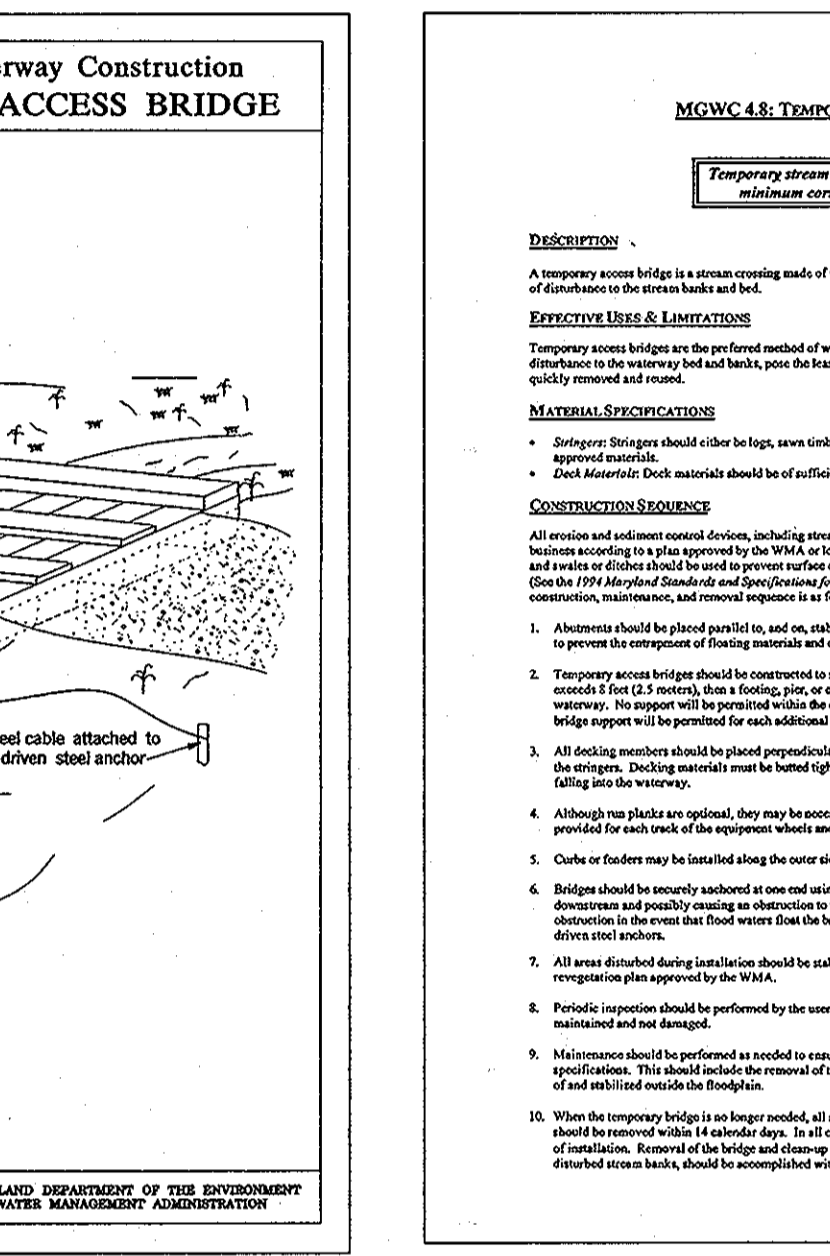 rway Construction
ACCESS BRIDGE
eel cable attached to
driven steel anchor
LAND DEPARTMENT OF THE ENVIRONMENT
WATER MANAGEMENT ADMINISTRATION
MGWC 4.8: TEMPO
Temporary stream
minimum cor
DESCRIPTION
A temporary access bridge is a stream crossing made of
of disturbance to the stream banks and bed.
EFFECTIVE USES & LIMITATIONS
Temporary access bridges are the preferred method of w
disturbance to the waterway bed and banks, pose the leas
quickly removed and reused.
MATERIAL SPECIFICATIONS
• Stringers: Stringers should either be logs, sawn timb
approved materials.
• Deck Materials: Deck materials should be of suffici
CONSTRUCTION SEQUENCE
All erosion and sediment control devices, including strea
business according to a plan approved by the WMA or lo
and swales or ditches should be used to prevent surface
(See the 1994 Maryland Standards and Specifications fo
construction, maintenance, and removal sequence is as f
1. Abutments should be placed parallel to, and on, stab
to prevent the entrapment of floating materials and
2. Temporary access bridges should be constructed to s
exceeds 8 feet (2.5 meters), then a footing, pier, or
waterway. No support will be permitted within the
bridge support will be permitted for each additional
3. All decking members should be placed perpendicula
the stringers. Decking materials must be butted tigh
falling into the waterway.
4. Although run planks are optional, they may be nece
provided for each track of the equipment wheels an
5. Curbs or fenders may be installed along the outer si
6. Bridges should be securely anchored at one end usin
downstream and possibly causing an obstruction to
obstruction in the event that flood waters float the b
driven steel anchors.
7. All areas disturbed during installation should be stal
revegetation plan approved by the WMA.
8. Periodic inspection should be performed by the user
maintained and not damaged.
9. Maintenance should be performed as needed to ensu
specifications. This should include the removal of t
of and stabilized outside the floodplain.
10. When the temporary bridge is no longer needed, all
should be removed within 14 calendar days. In all c
of installation. Removal of the bridge and clean-up
disturbed stream banks, should be accomplished wit